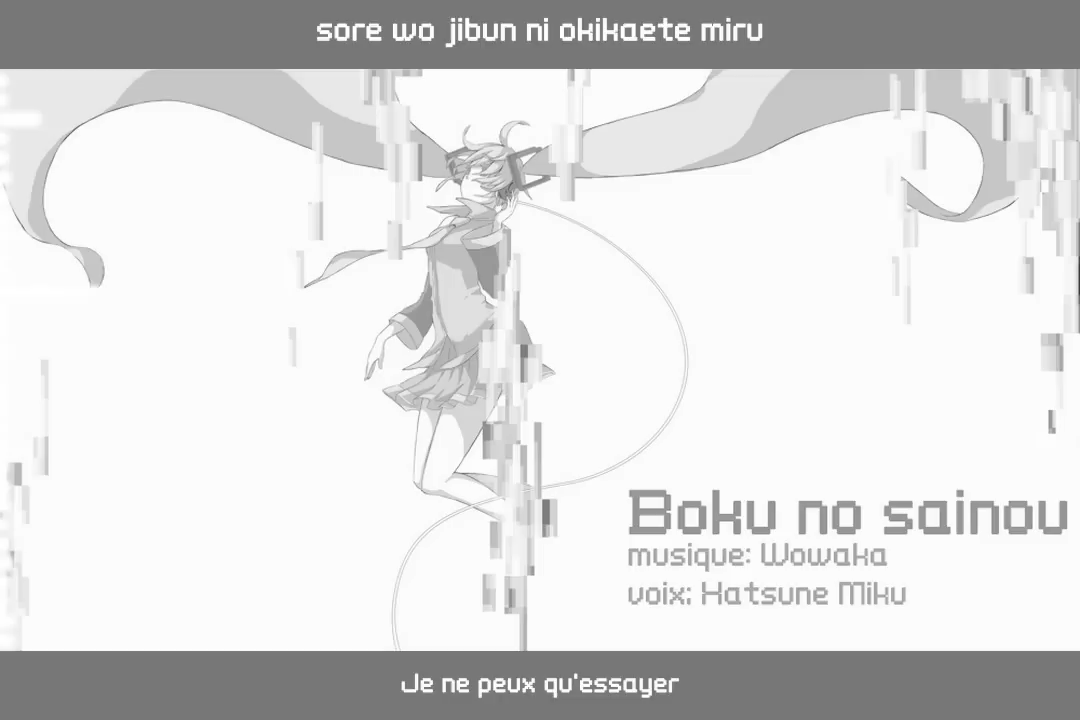 sore wo jibun ni okikaete miru
Boku no sainou
musique: Wowaka
voix: Hatsune Miku
Je ne peux qu'essayer